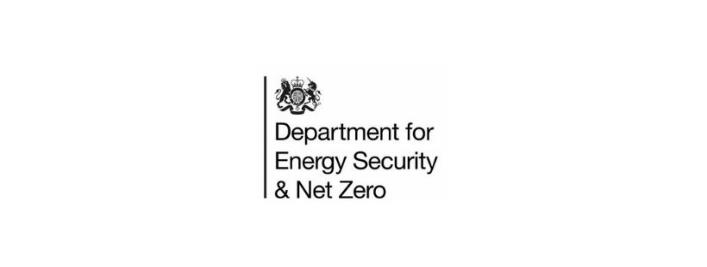 Department for
Energy Security
& Net Zero